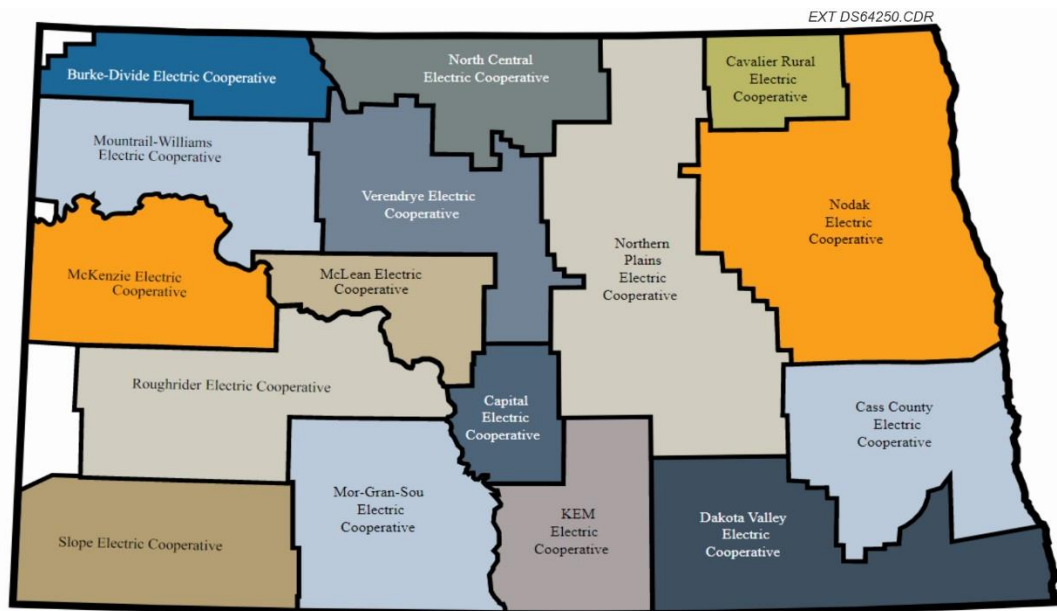 EXT DS64250.CDR
Burke-Divide Electric Cooperative
North Central
Electric Cooperative
Cavalier Rural
Electric
Cooperative
Mountrail-Williams
Electric Cooperative
Verendrye Electric
Cooperative
Nodak
Electric
Cooperative
Northern
Plains
Electric
Cooperative
McKenzie Electric
Cooperative
McLean Electric
Cooperative
Roughrider Electric Cooperative
Capital
Electric
Cooperative
Cass County
Electric
Cooperative
Mor-Gran-Sou
Electric
Cooperative
KEM
Electric
Cooperative
Dakota Valley
Electric
Cooperative
Slope Electric Cooperative